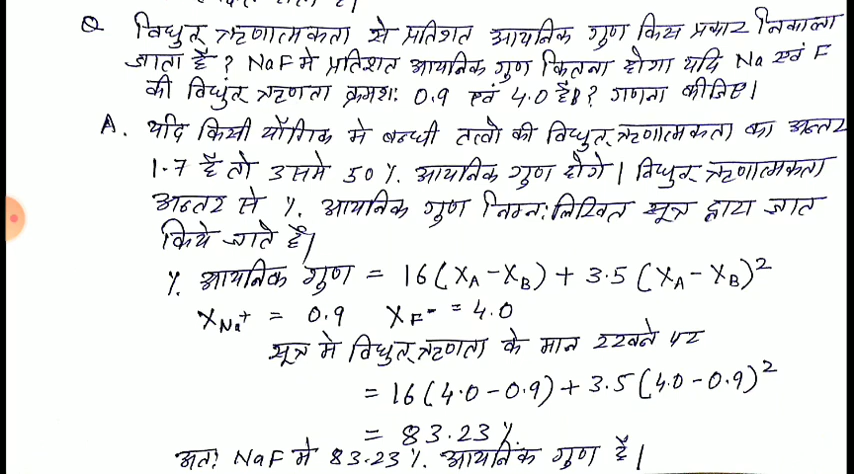 Q विधुत् ऋणात्मकता से प्रतिशत आयनिक गुण किस प्रकार निकाला
जाता है ? NaF मे प्रतिशत आयनिक गुण कितना होगा यदि Na एवं F
की विधुत् ऋणता क्रमशः 0.9 एवं 4.0 है ? गणना कीजिए।
A. यदि किसी यौगिक मे बन्धी तत्वो की विधुत् ऋणात्मकता का अन्तर
1.7 है तो उसमे 50 %. आयनिक गुण होगे। विधुत् ऋणात्मकता
अन्तर से %. आयनिक गुण निम्न:लिखित सूत्र द्वारा ज्ञात
किये जाते है।
%. आयनिक गुण = 16(XA - XB) + 3.5 (XA - XB)²
XNa⁺ = 0.9 XF⁻ = 4.0
सूत्र मे विधुत् ऋणता के मान रखने पर
= 16(4.0-0.9) + 3.5(4.0-0.9)²
= 83.23 %.
अतः NaF मे 83.23 %. आयनिक गुण है।